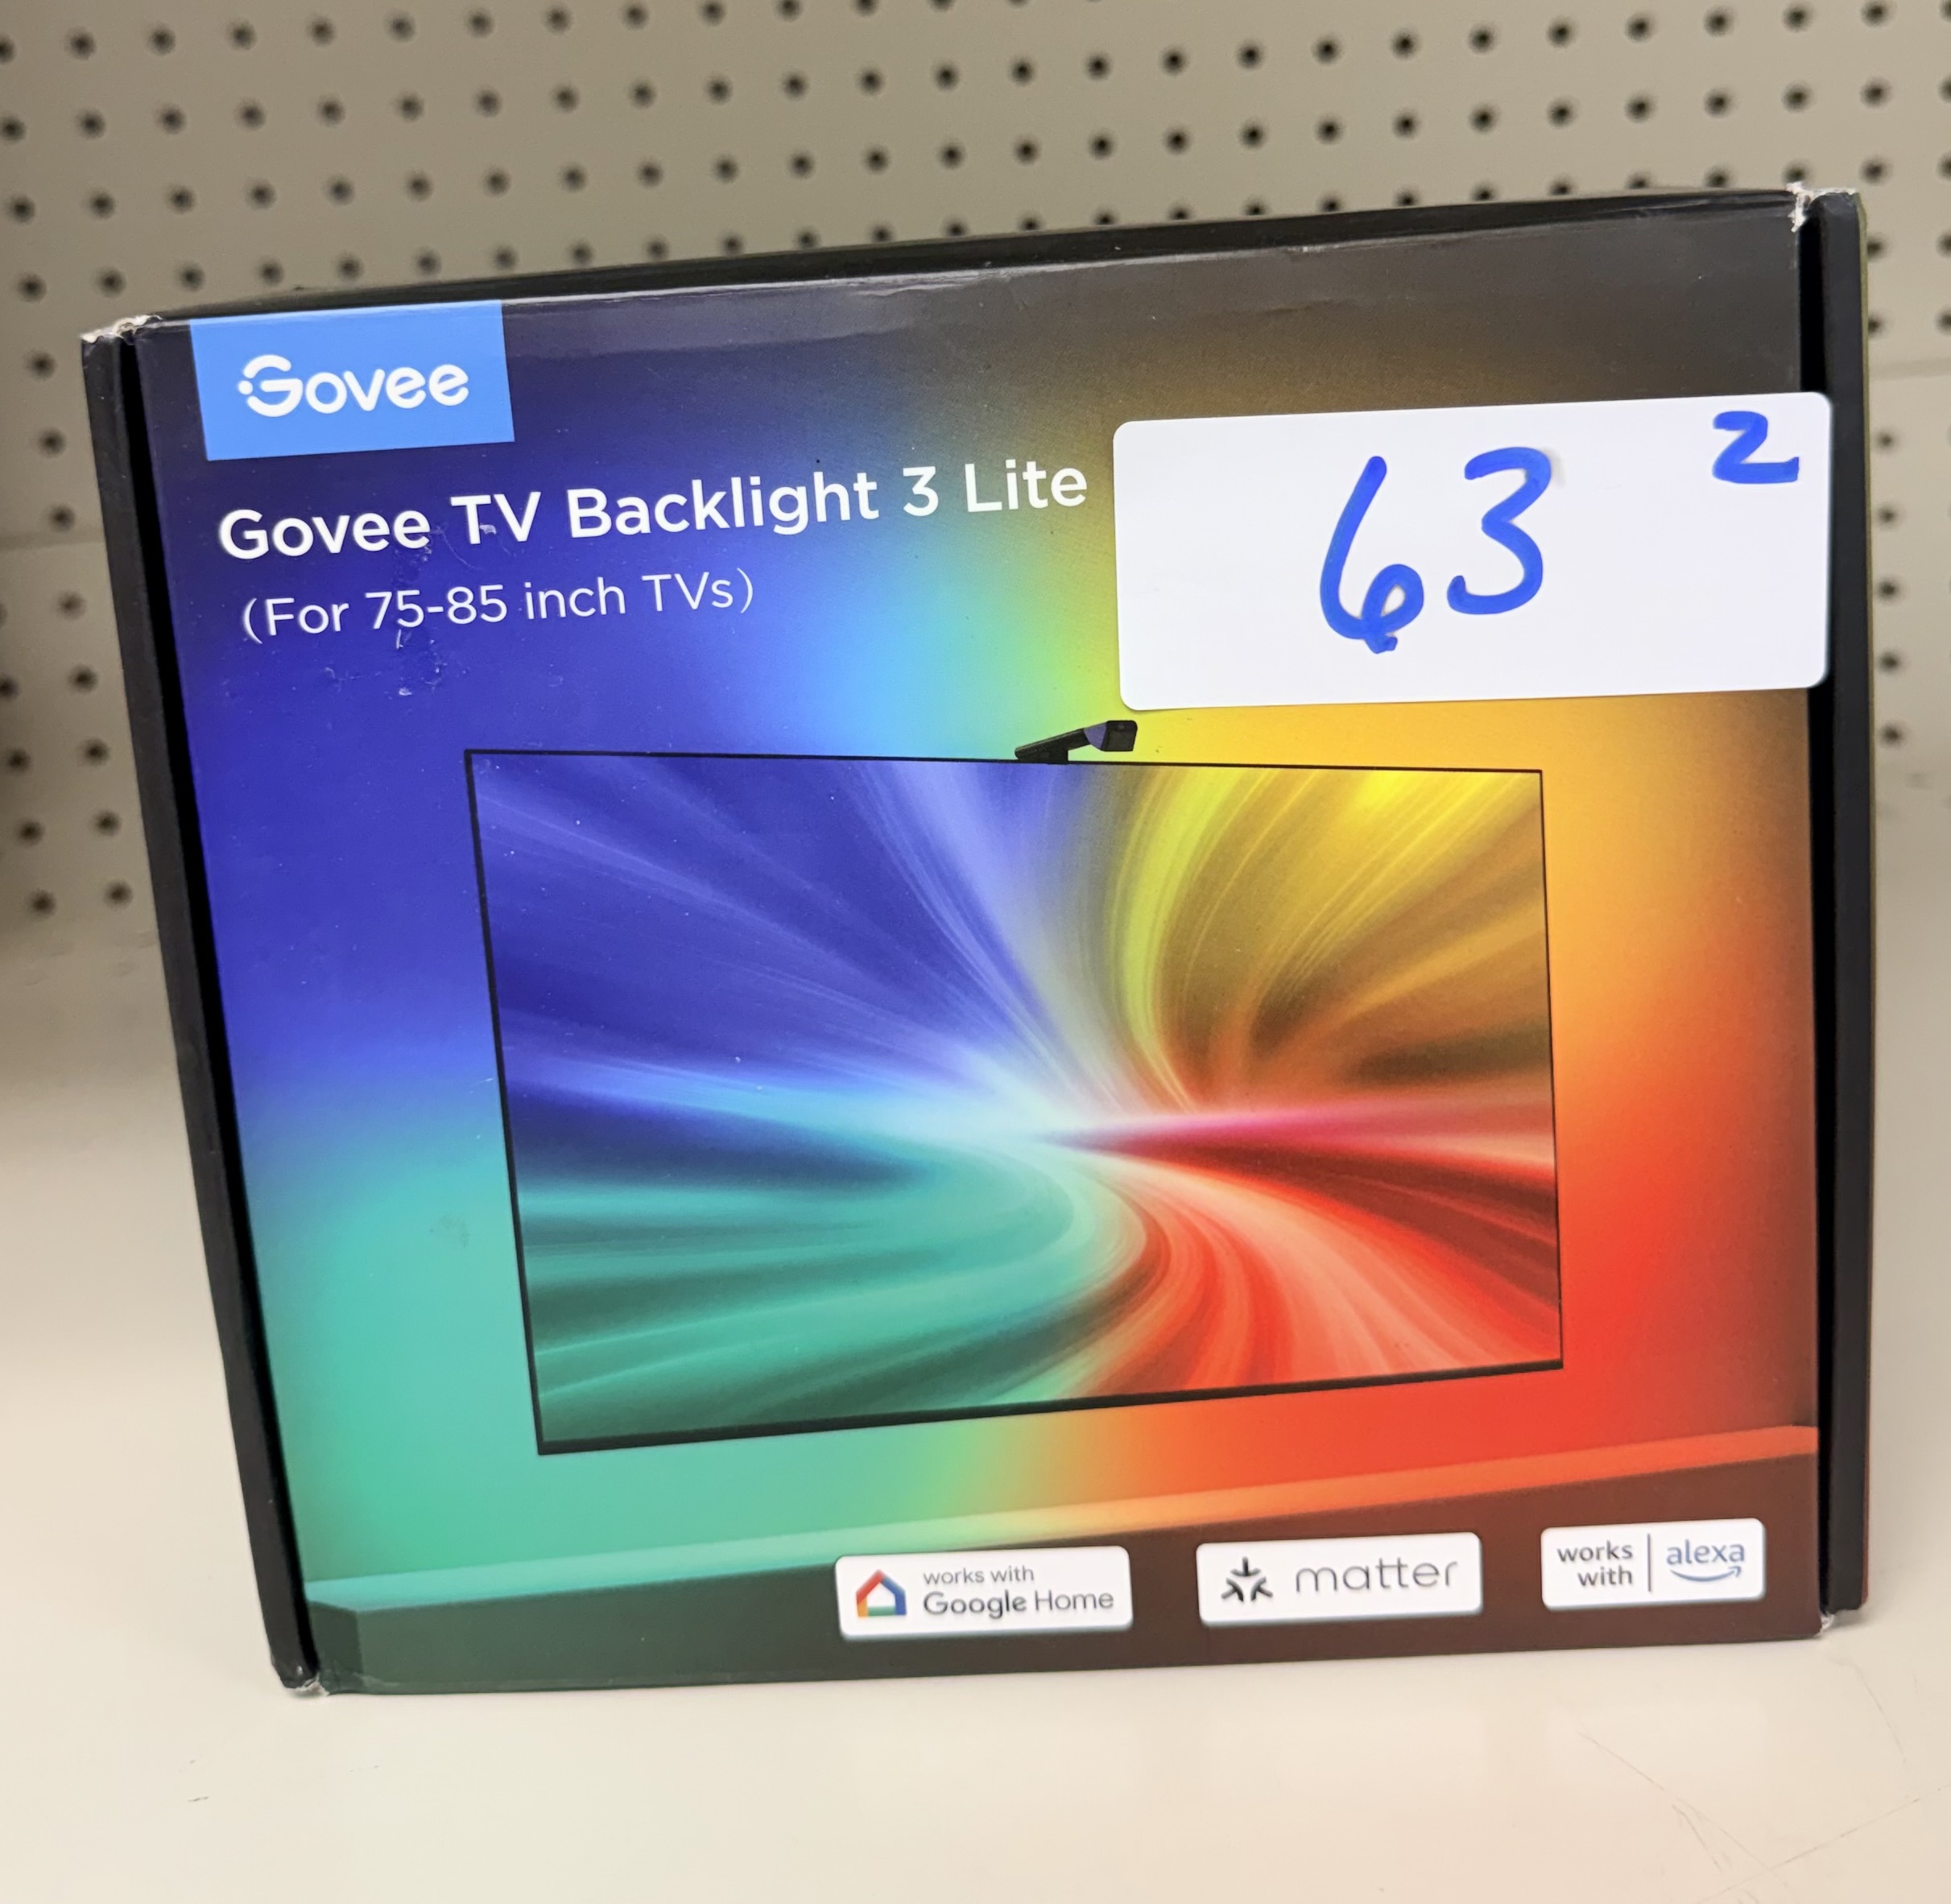 Govee
Govee TV Backlight 3 Lite
(For 75-85 inch TVs)
63 2
works with
Google Home
matter
works
with
alexa